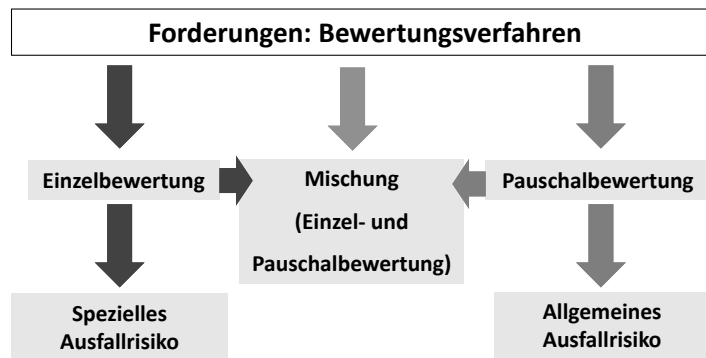 Forderungen: Bewertungsverfahren
Einzelbewertung
Mischung
(Einzel- und
Pauschalbewertung)
Pauschalbewertung
Spezielles
Ausfallrisiko
Allgemeines
Ausfallrisiko